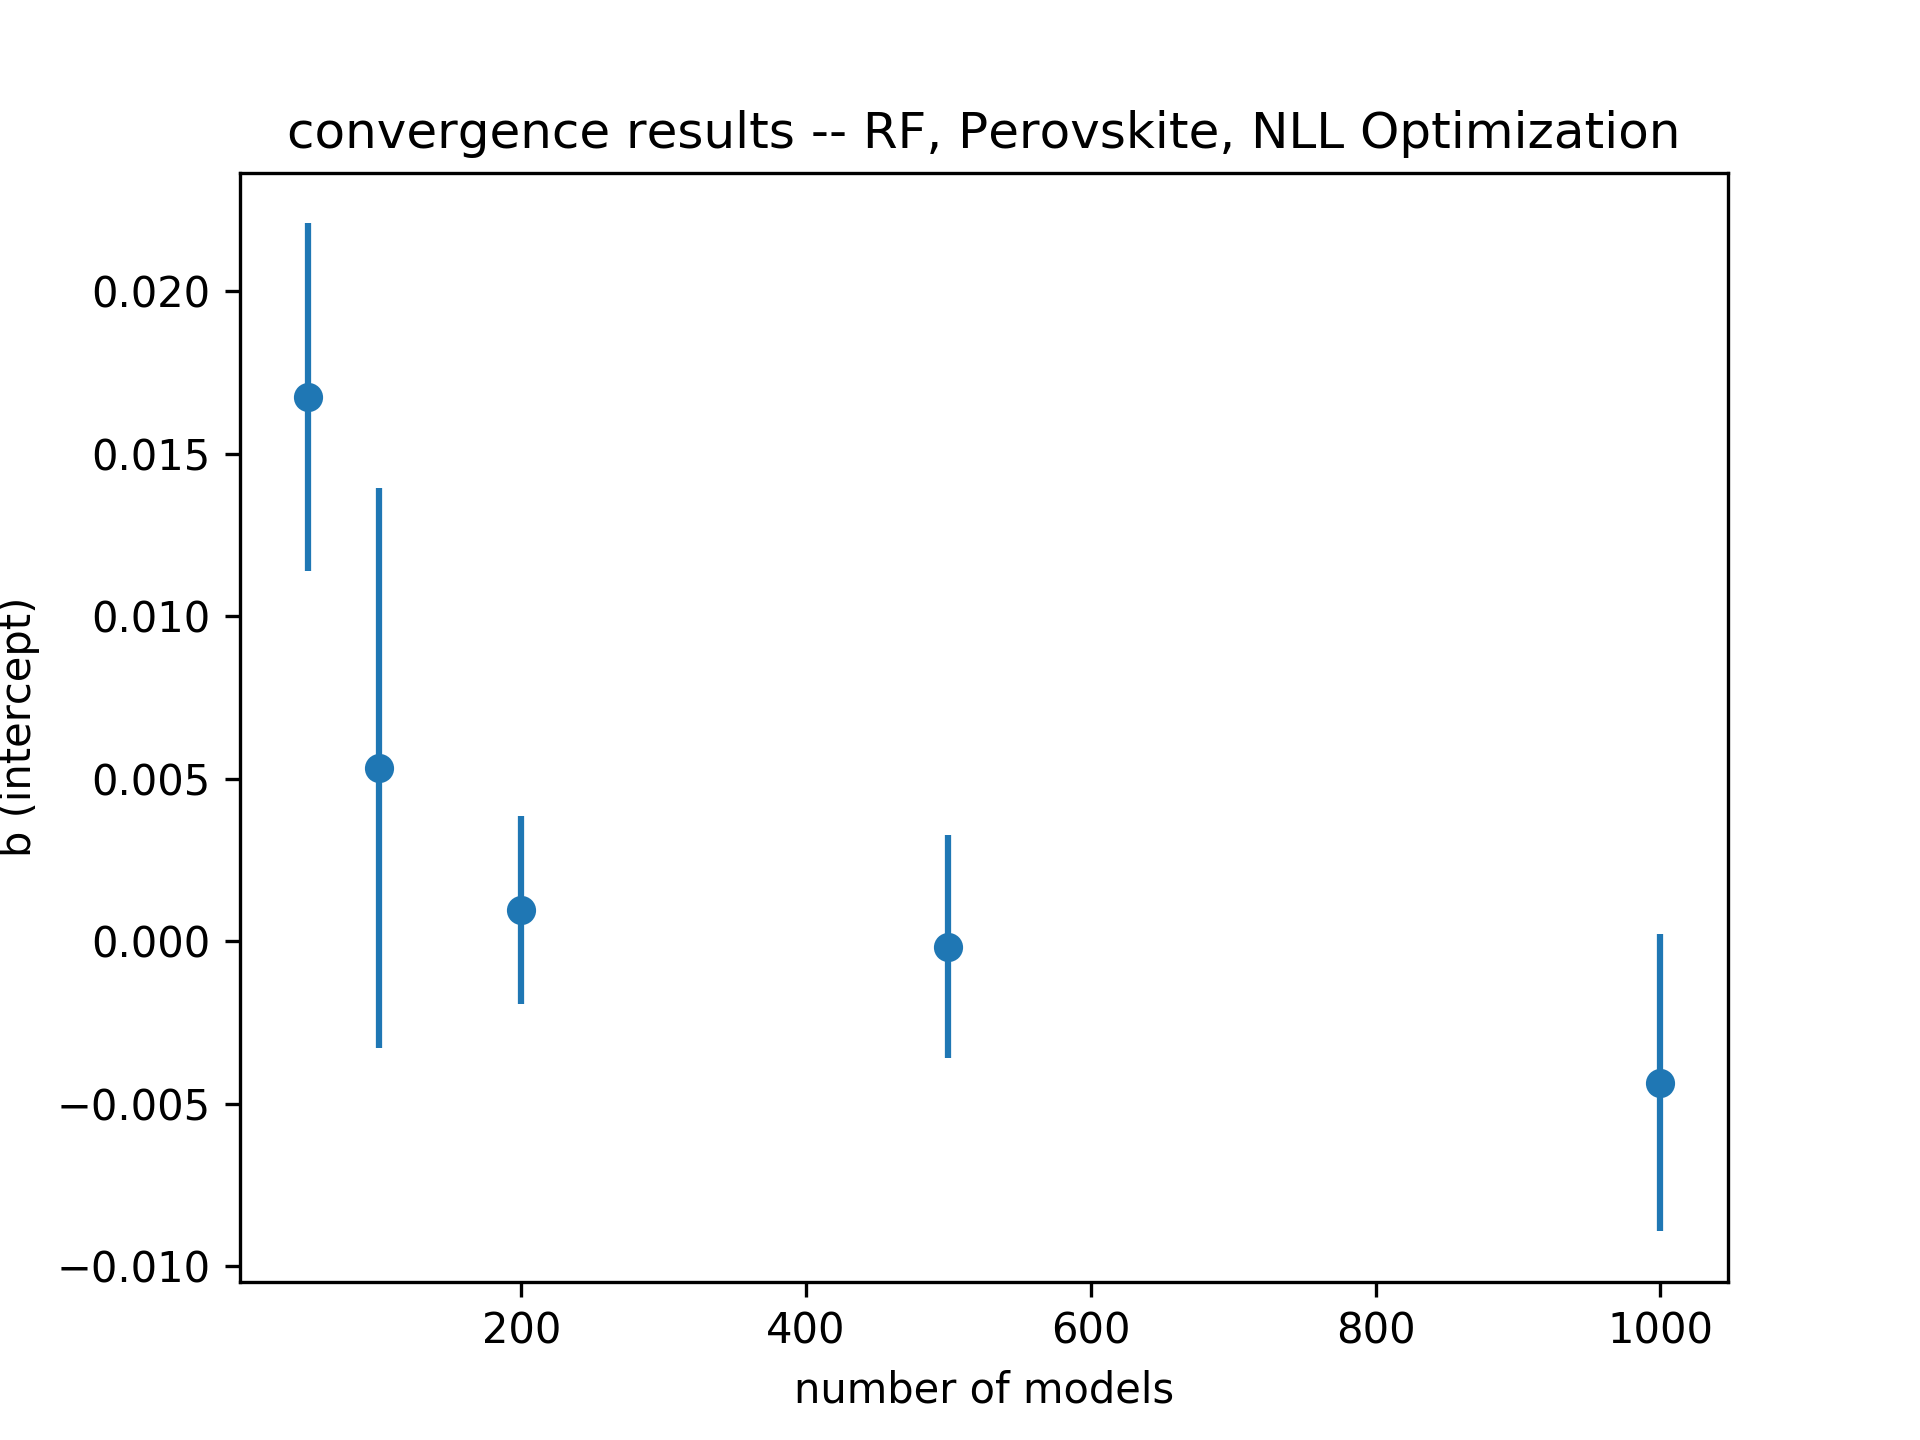 convergence results -- RF, Perovskite, NLL Optimization
b (intercept)
0.020
0.015
0.010
0.005
0.000
−0.005
−0.010
200 400 600 800 1000
number of models